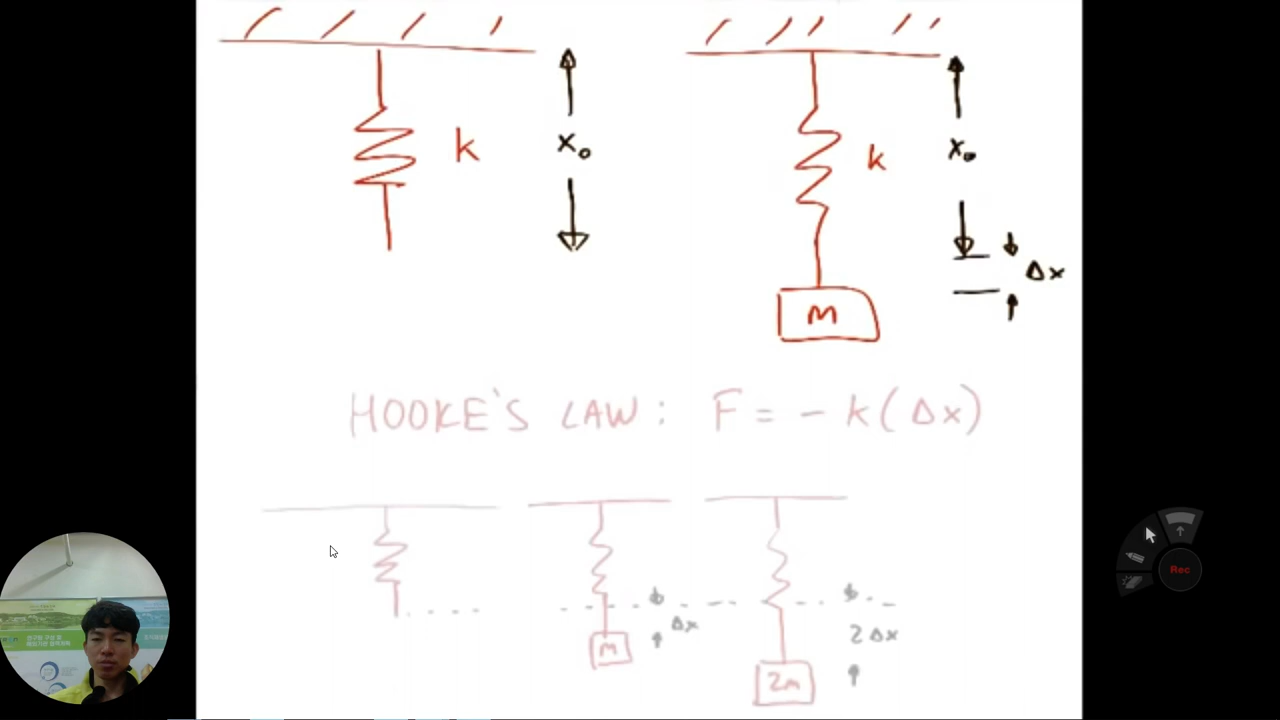 k x₀ k x₀ Δx
m
HOOKE'S LAW: F = - k(Δx)
m Δx 2Δx
2m
Rec